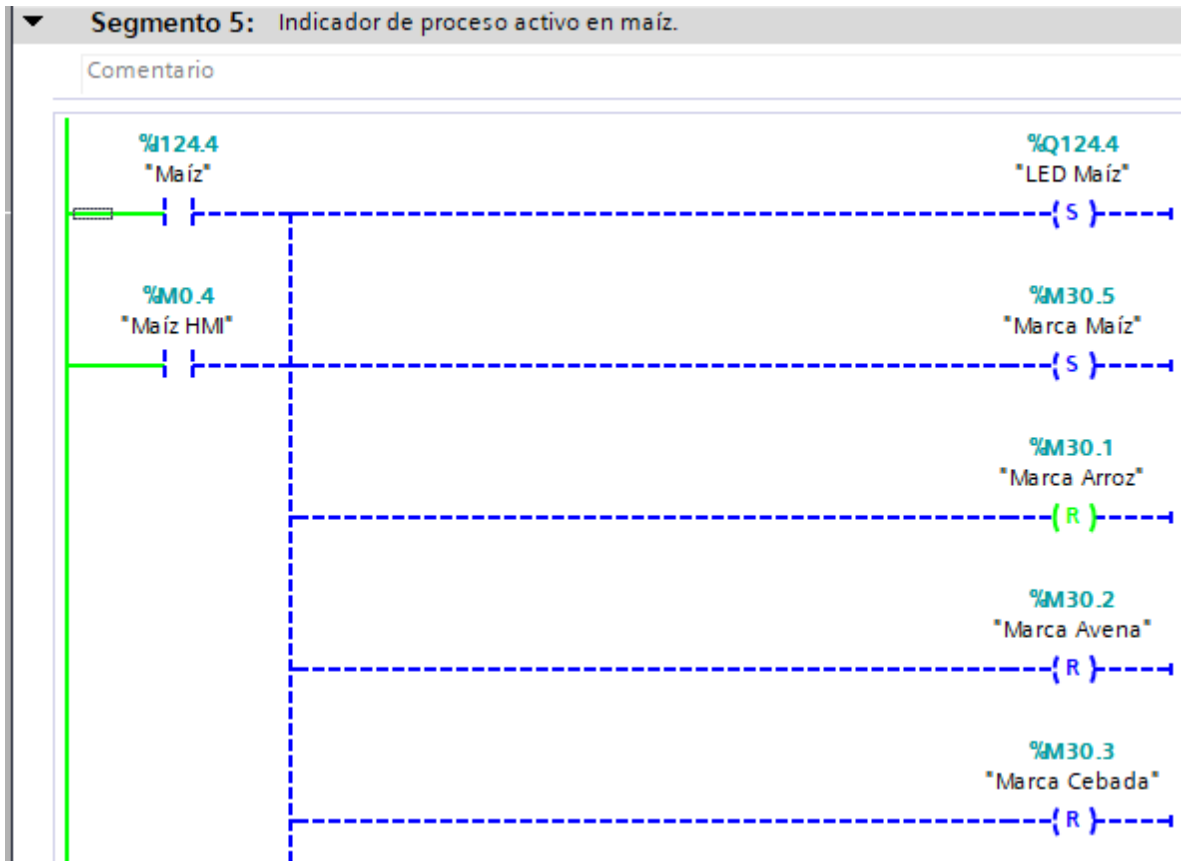 Segmento 5: Indicador de proceso activo en maíz.
Comentario
%I124.4 %Q124.4
"Maíz" "LED Maíz"
S
%M0.4 %M30.5
"Maíz HMI" "Marca Maíz"
S
%M30.1
"Marca Arroz"
R
%M30.2
"Marca Avena"
R
%M30.3
"Marca Cebada"
R